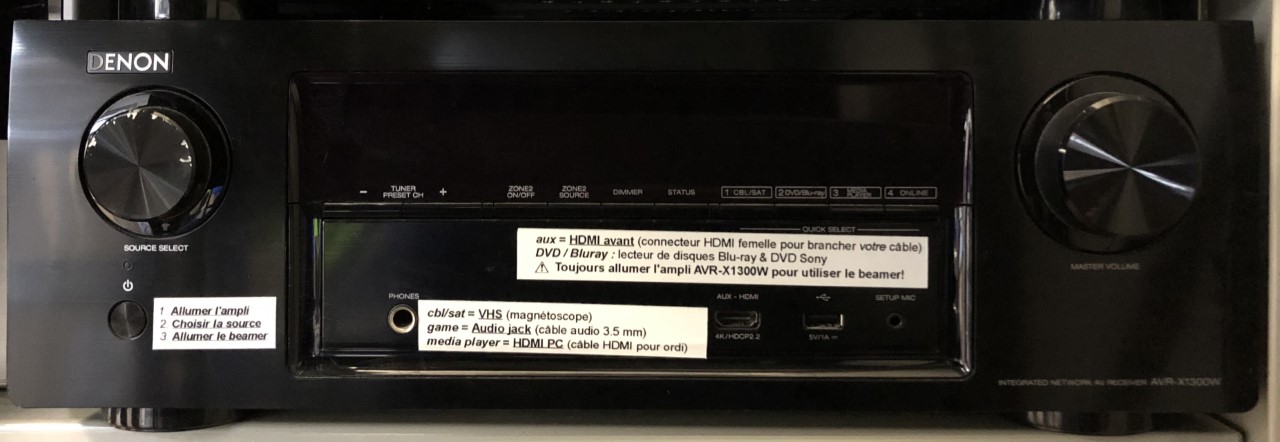 DENON
TUNER
PRESET CH
ZONE2
ON/OFF
ZONE2
SOURCE
DIMMER
STATUS
1 CBL/SAT
2 DVD/Blu-ray
3 MEDIA
PLAYER
4 ONLINE
QUICK SELECT
SOURCE SELECT
aux = HDMI avant (connecteur HDMI femelle pour brancher votre câble)
DVD / Bluray : lecteur de disques Blu-ray & DVD Sony
⚠ Toujours allumer l'ampli AVR-X1300W pour utiliser le beamer!
MASTER VOLUME
1 Allumer l'ampli
2 Choisir la source
3 Allumer le beamer
PHONES
cbl/sat = VHS (magnétoscope)
game = Audio jack (câble audio 3.5 mm)
media player = HDMI PC (câble HDMI pour ordi)
AUX - HDMI
4K/HDCP2.2
5V/1A
SETUP MIC
INTEGRATED NETWORK AV RECEIVER AVR-X1300W